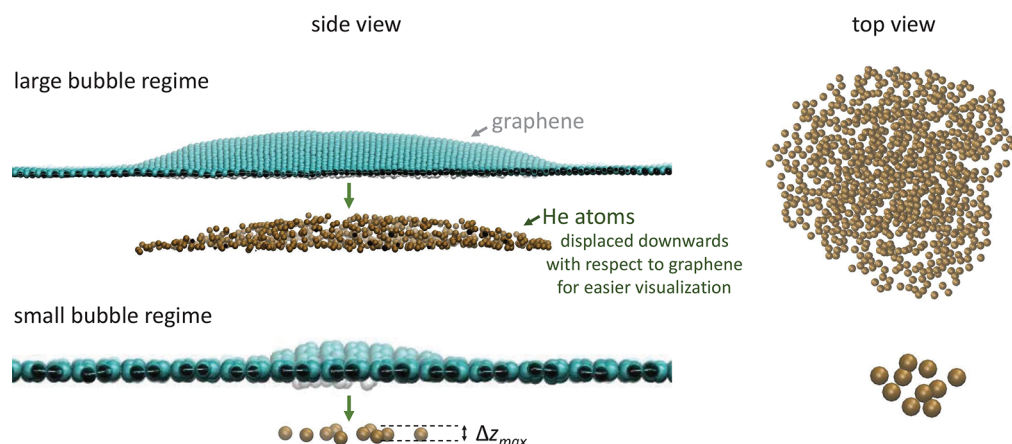 side view
top view
large bubble regime
graphene
He atoms
displaced downwards
with respect to graphene
for easier visualization
small bubble regime
Δz_max